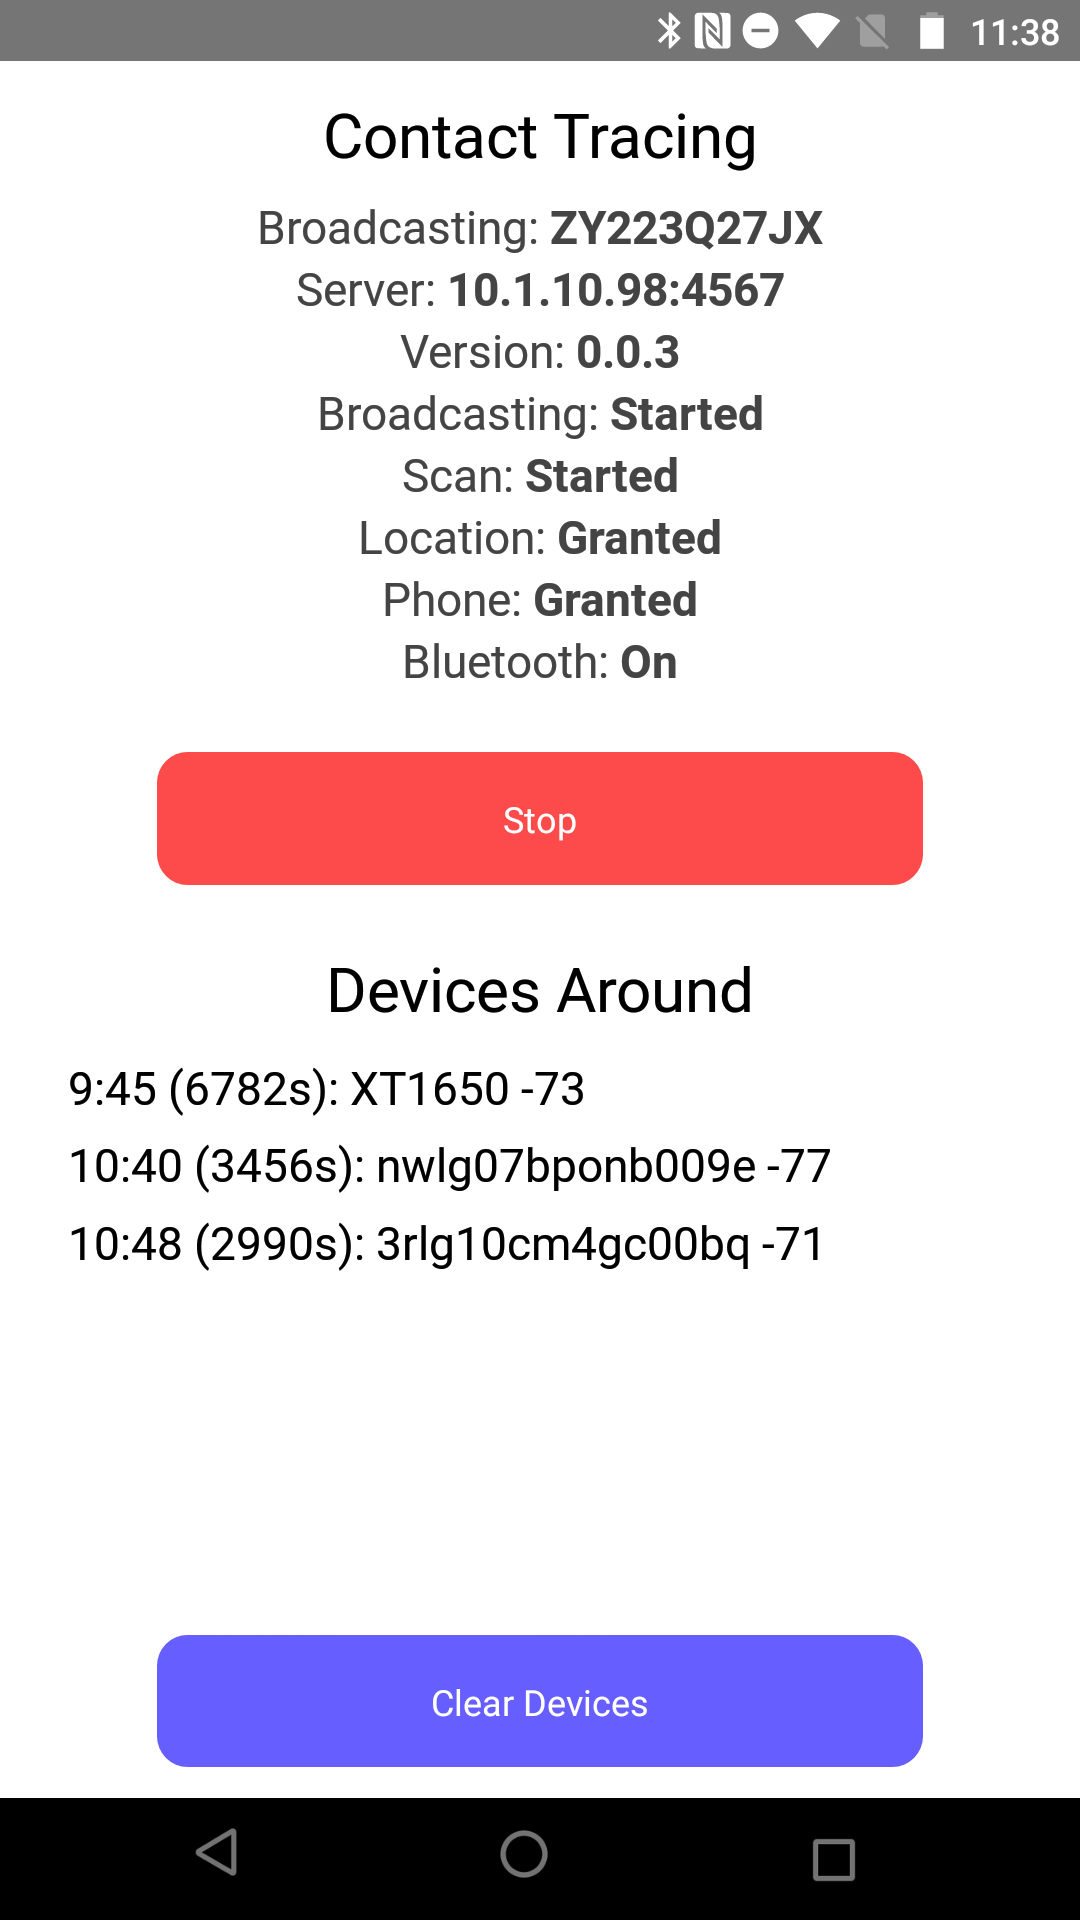 11:38
Contact Tracing
Broadcasting: ZY223Q27JX
Server: 10.1.10.98:4567
Version: 0.0.3
Broadcasting: Started
Scan: Started
Location: Granted
Phone: Granted
Bluetooth: On
Stop
Devices Around
9:45 (6782s): XT1650 -73
10:40 (3456s): nwlg07bponb009e -77
10:48 (2990s): 3rlg10cm4gc00bq -71
Clear Devices